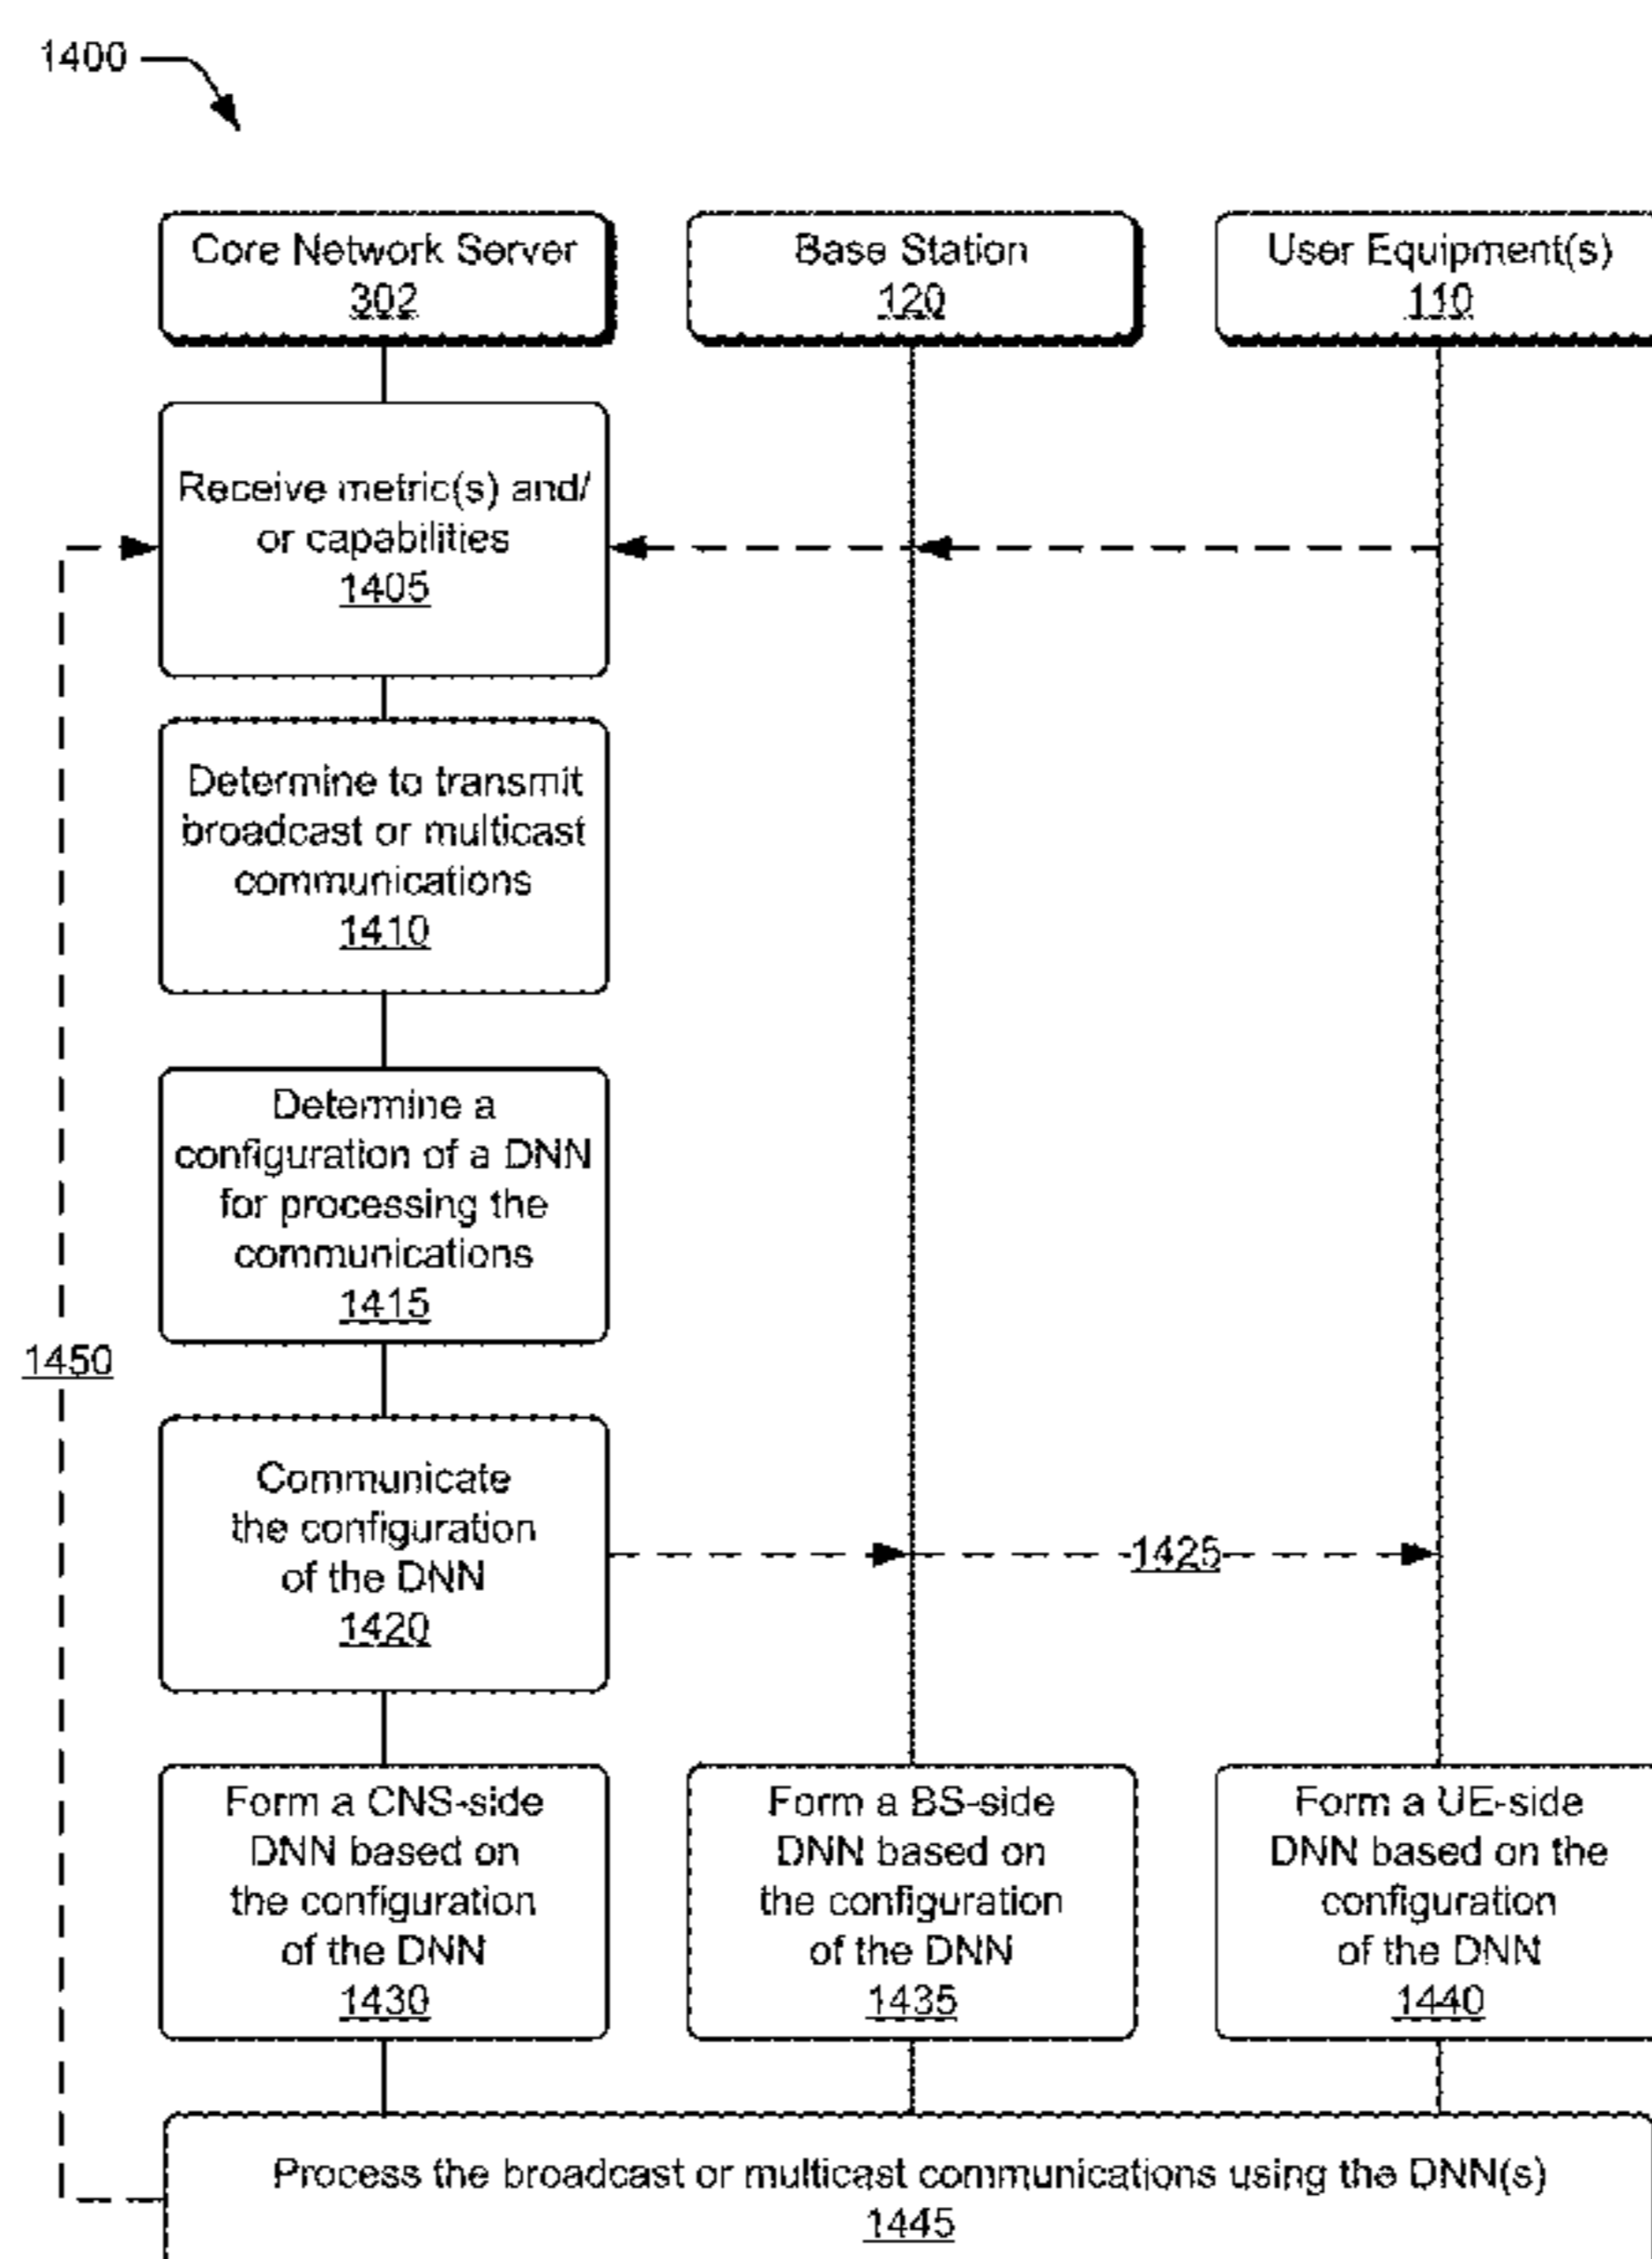 1400
Core Network Server
302
Base Station
120
User Equipment(s)
110
Receive metric(s) and/
or capabilities
1405
Determine to transmit
broadcast or multicast
communications
1410
Determine a
configuration of a DNN
for processing the
communications
1415
1450
Communicate
the configuration
of the DNN
1420
1425
Form a CNS-side
DNN based on
the configuration
of the DNN
1430
Form a BS-side
DNN based on
the configuration
of the DNN
1435
Form a UE-side
DNN based on the
configuration
of the DNN
1440
Process the broadcast or multicast communications using the DNN(s)
1445